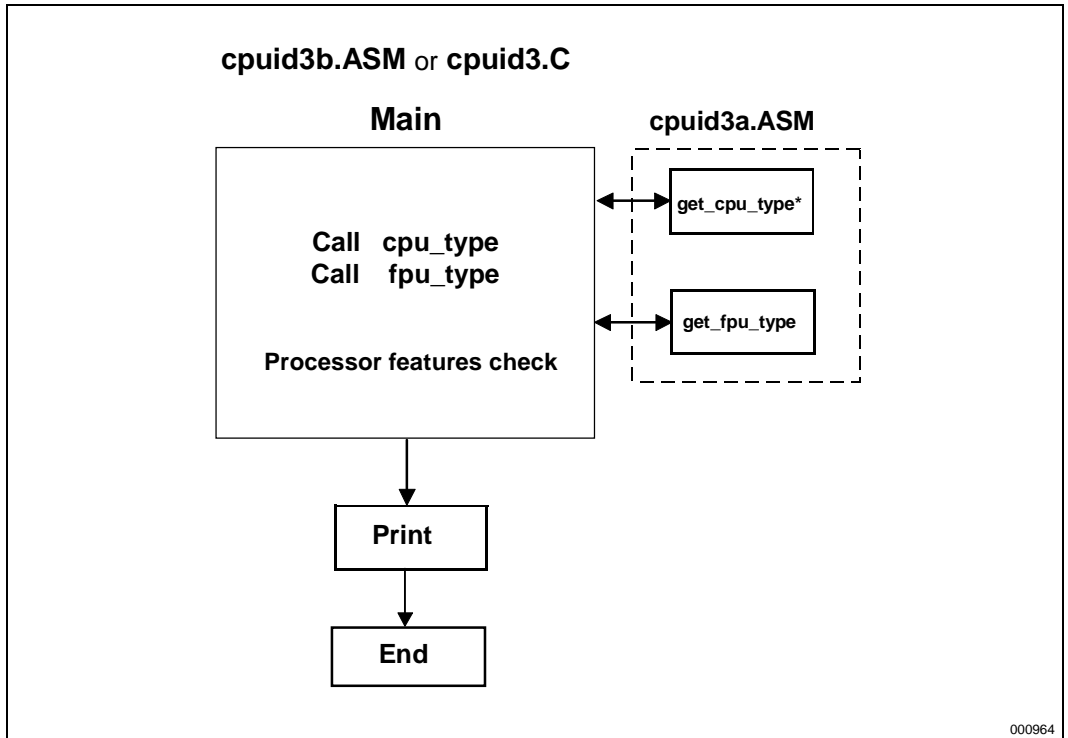 cpuid3b.ASM or cpuid3.C
Main
cpuid3a.ASM
Call cpu_type
Call fpu_type
Processor features check
get_cpu_type*
get_fpu_type
Print
End
000964